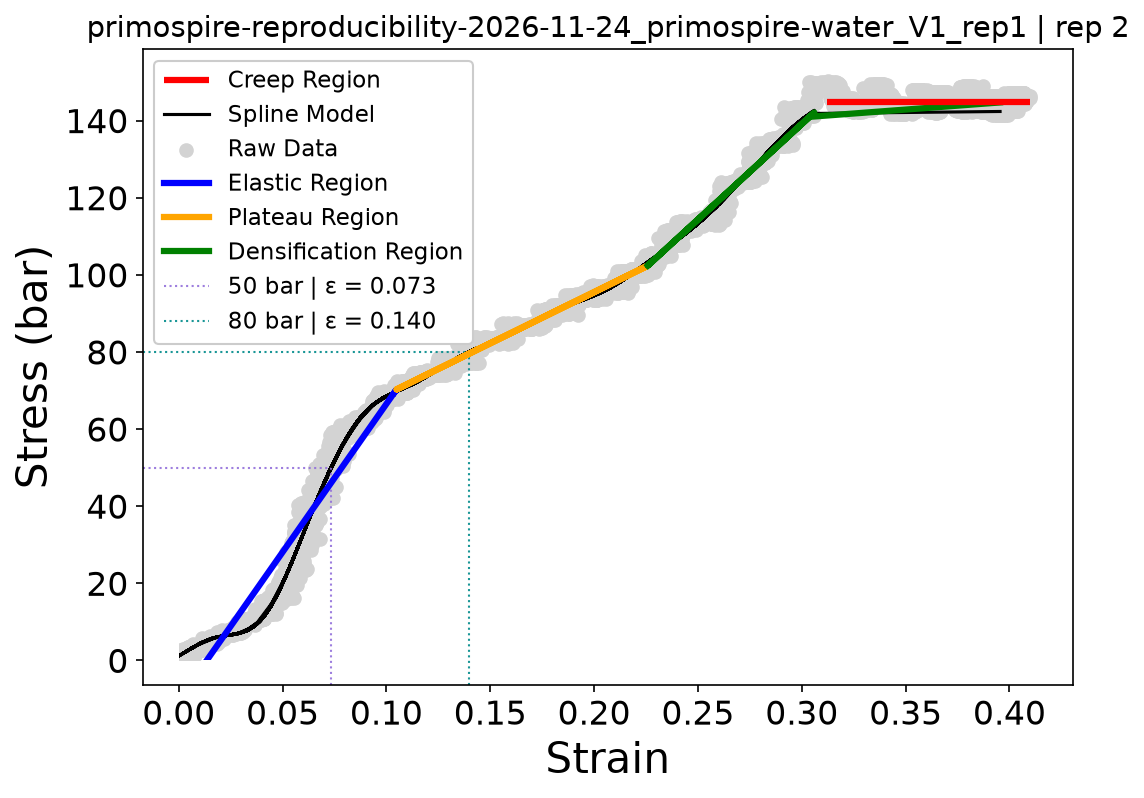 primospire-reproducibility-2026-11-24_primospire-water_V1_rep1 | rep 2
Creep Region
Spline Model
Raw Data
Elastic Region
Plateau Region
Densification Region
50 bar | ε = 0.073
80 bar | ε = 0.140
Stress (bar)
140
120
100
80
60
40
20
0
0.00 0.05 0.10 0.15 0.20 0.25 0.30 0.35 0.40
Strain